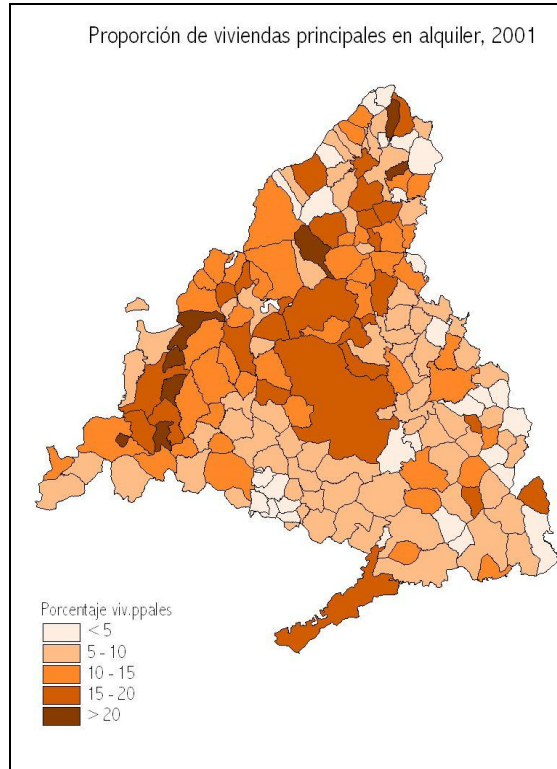 Proporción de viviendas principales en alquiler, 2001
Porcentaje viv.ppales
< 5
5 - 10
10 - 15
15 - 20
> 20